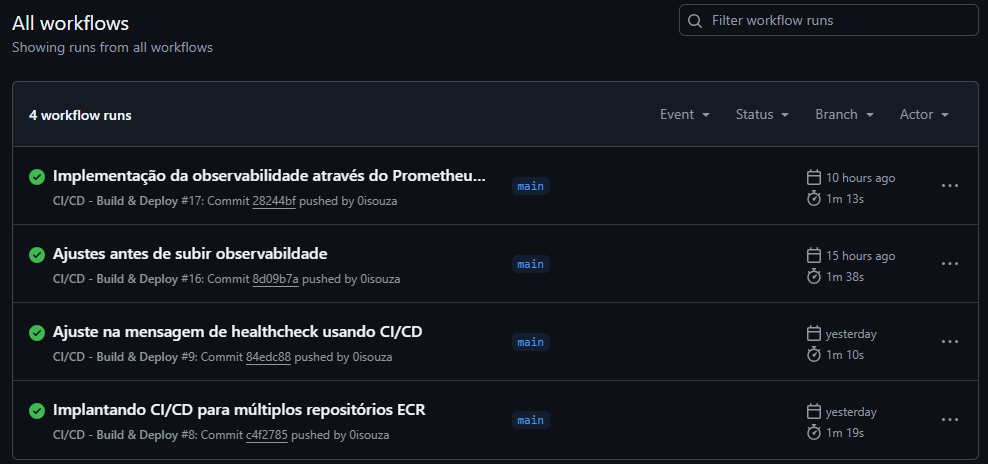 All workflows
Filter workflow runs
Showing runs from all workflows
4 workflow runs
Event
Status
Branch
Actor
Implementação da observabilidade através do Prometheu...
main
10 hours ago
CI/CD - Build & Deploy #17: Commit 28244bf pushed by 0isouza
1m 13s
Ajustes antes de subir observabildade
main
15 hours ago
CI/CD - Build & Deploy #16: Commit 8d09b7a pushed by 0isouza
1m 38s
Ajuste na mensagem de healthcheck usando CI/CD
main
yesterday
CI/CD - Build & Deploy #9: Commit 84edc88 pushed by 0isouza
1m 10s
Implantando CI/CD para múltiplos repositórios ECR
main
yesterday
CI/CD - Build & Deploy #8: Commit c4f2785 pushed by 0isouza
1m 19s